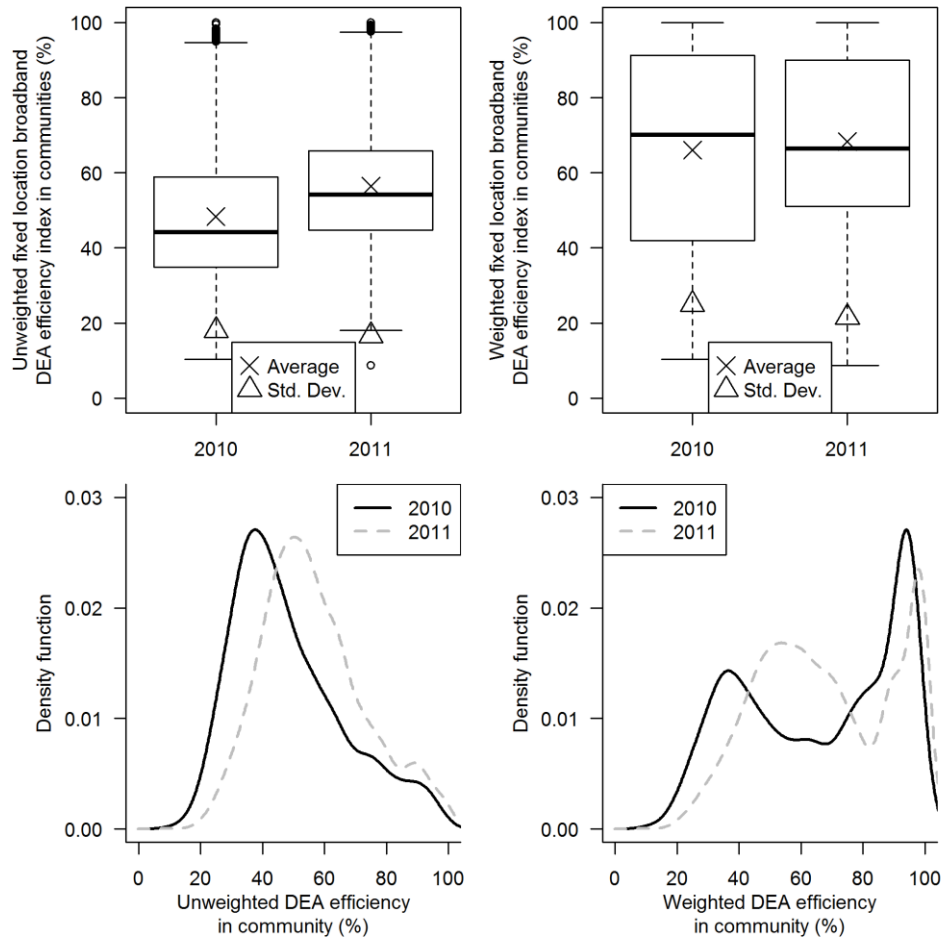 Unweighted fixed location broadband
DEA efficiency index in communities (%)
100
80
60
40
20
0
× Average
△ Std. Dev.
2010
2011
Weighted fixed location broadband
DEA efficiency index in communities (%)
100
80
60
40
20
0
× Average
△ Std. Dev.
2010
2011
Density function
0.03
0.02
0.01
0.00
2010
2011
0 20 40 60 80 100
Unweighted DEA efficiency
in community (%)
Density function
0.03
0.02
0.01
0.00
2010
2011
0 20 40 60 80 100
Weighted DEA efficiency
in community (%)